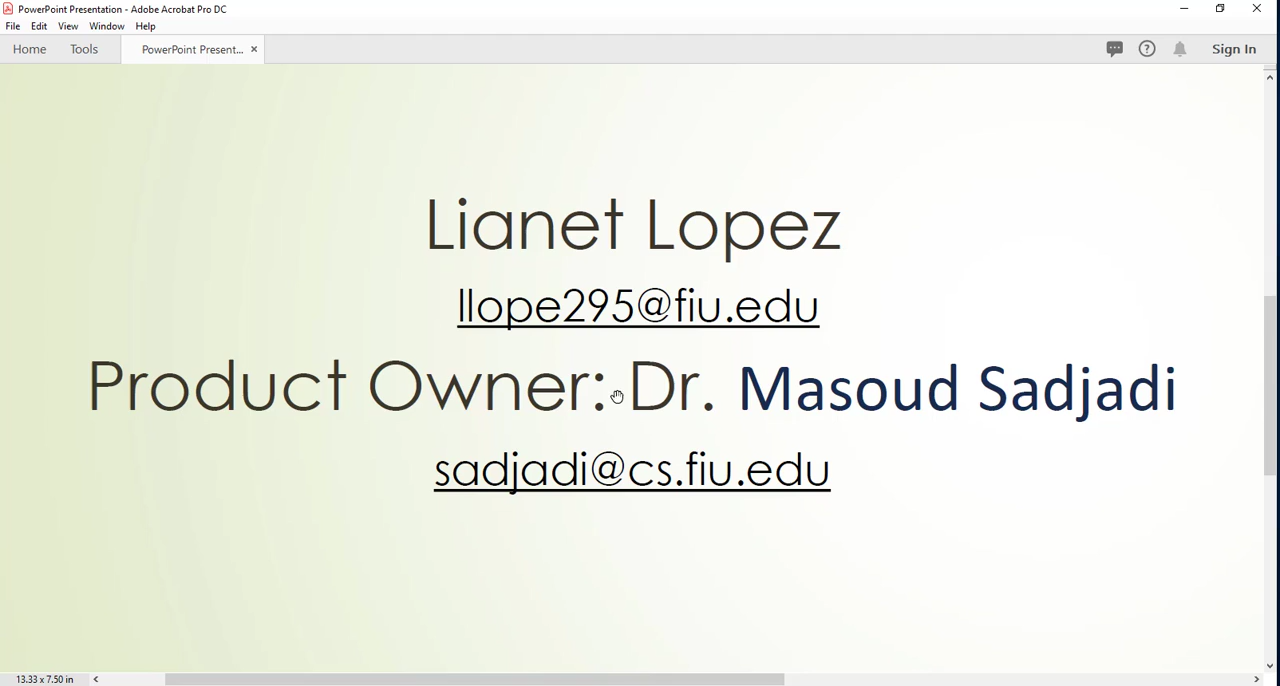 PowerPoint Presentation - Adobe Acrobat Pro DC
File Edit View Window Help
Home Tools PowerPoint Present... × Sign In
Lianet Lopez
llope295@fiu.edu
Product Owner: Dr. Masoud Sadjadi
sadjadi@cs.fiu.edu
13.33 x 7.50 in